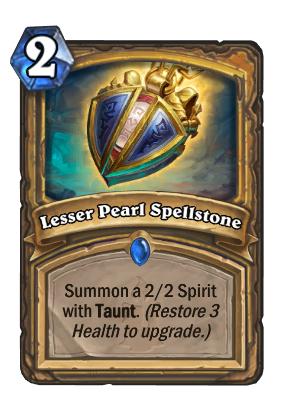 2
Lesser Pearl Spellstone
Summon a 2/2 Spirit
with Taunt. (Restore 3
Health to upgrade.)